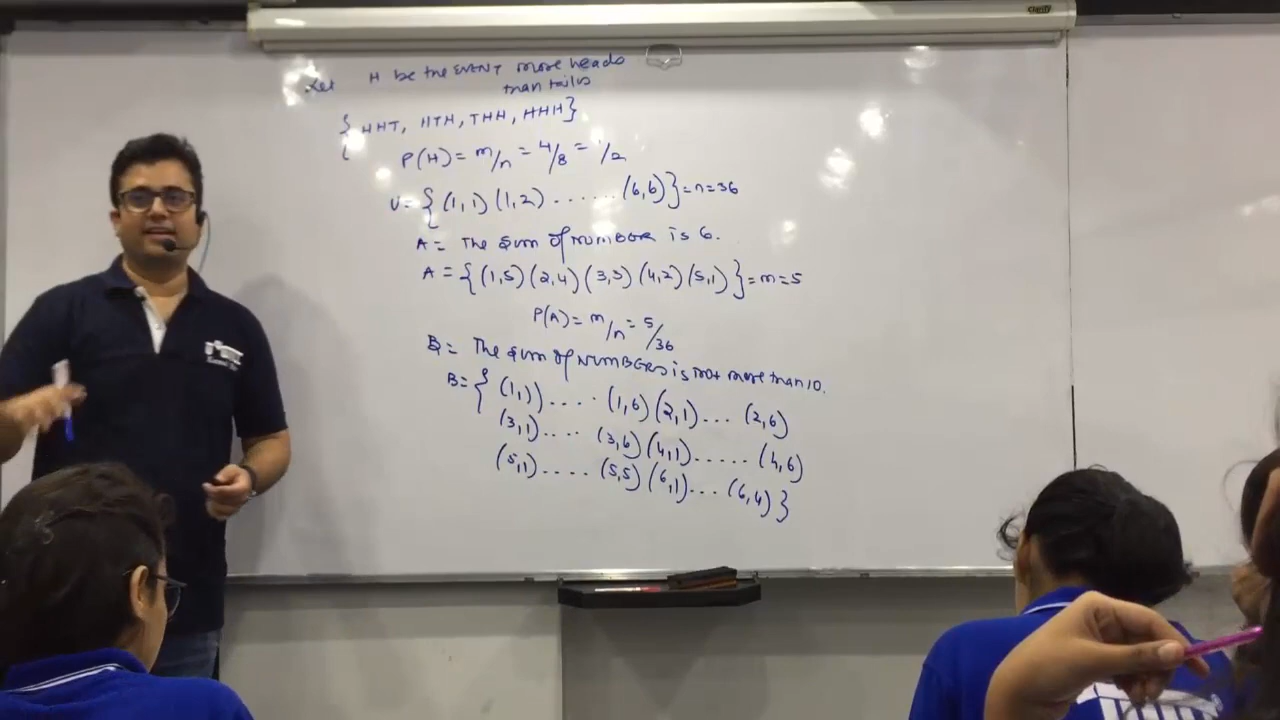 Let H be the EVENT more heads
than tails
{HHT, HTH, THH, HHH}
P(H) = m/n = 4/8 = 1/2
U = {(1,1)(1,2) ...... (6,6)} = n = 36
A = The sum of NUMBER is 6.
A = {(1,5)(2,4)(3,3)(4,2)(5,1)} = m = 5
P(A) = m/n = 5/36
B = The sum of NUMBERS is not more than 10.
B = {(1,1) .... (1,6)(2,1) ... (2,6)
(3,1) .... (3,6)(4,1) ..... (4,6)
(5,1) ..... (5,5)(6,1) ... (6,4)}